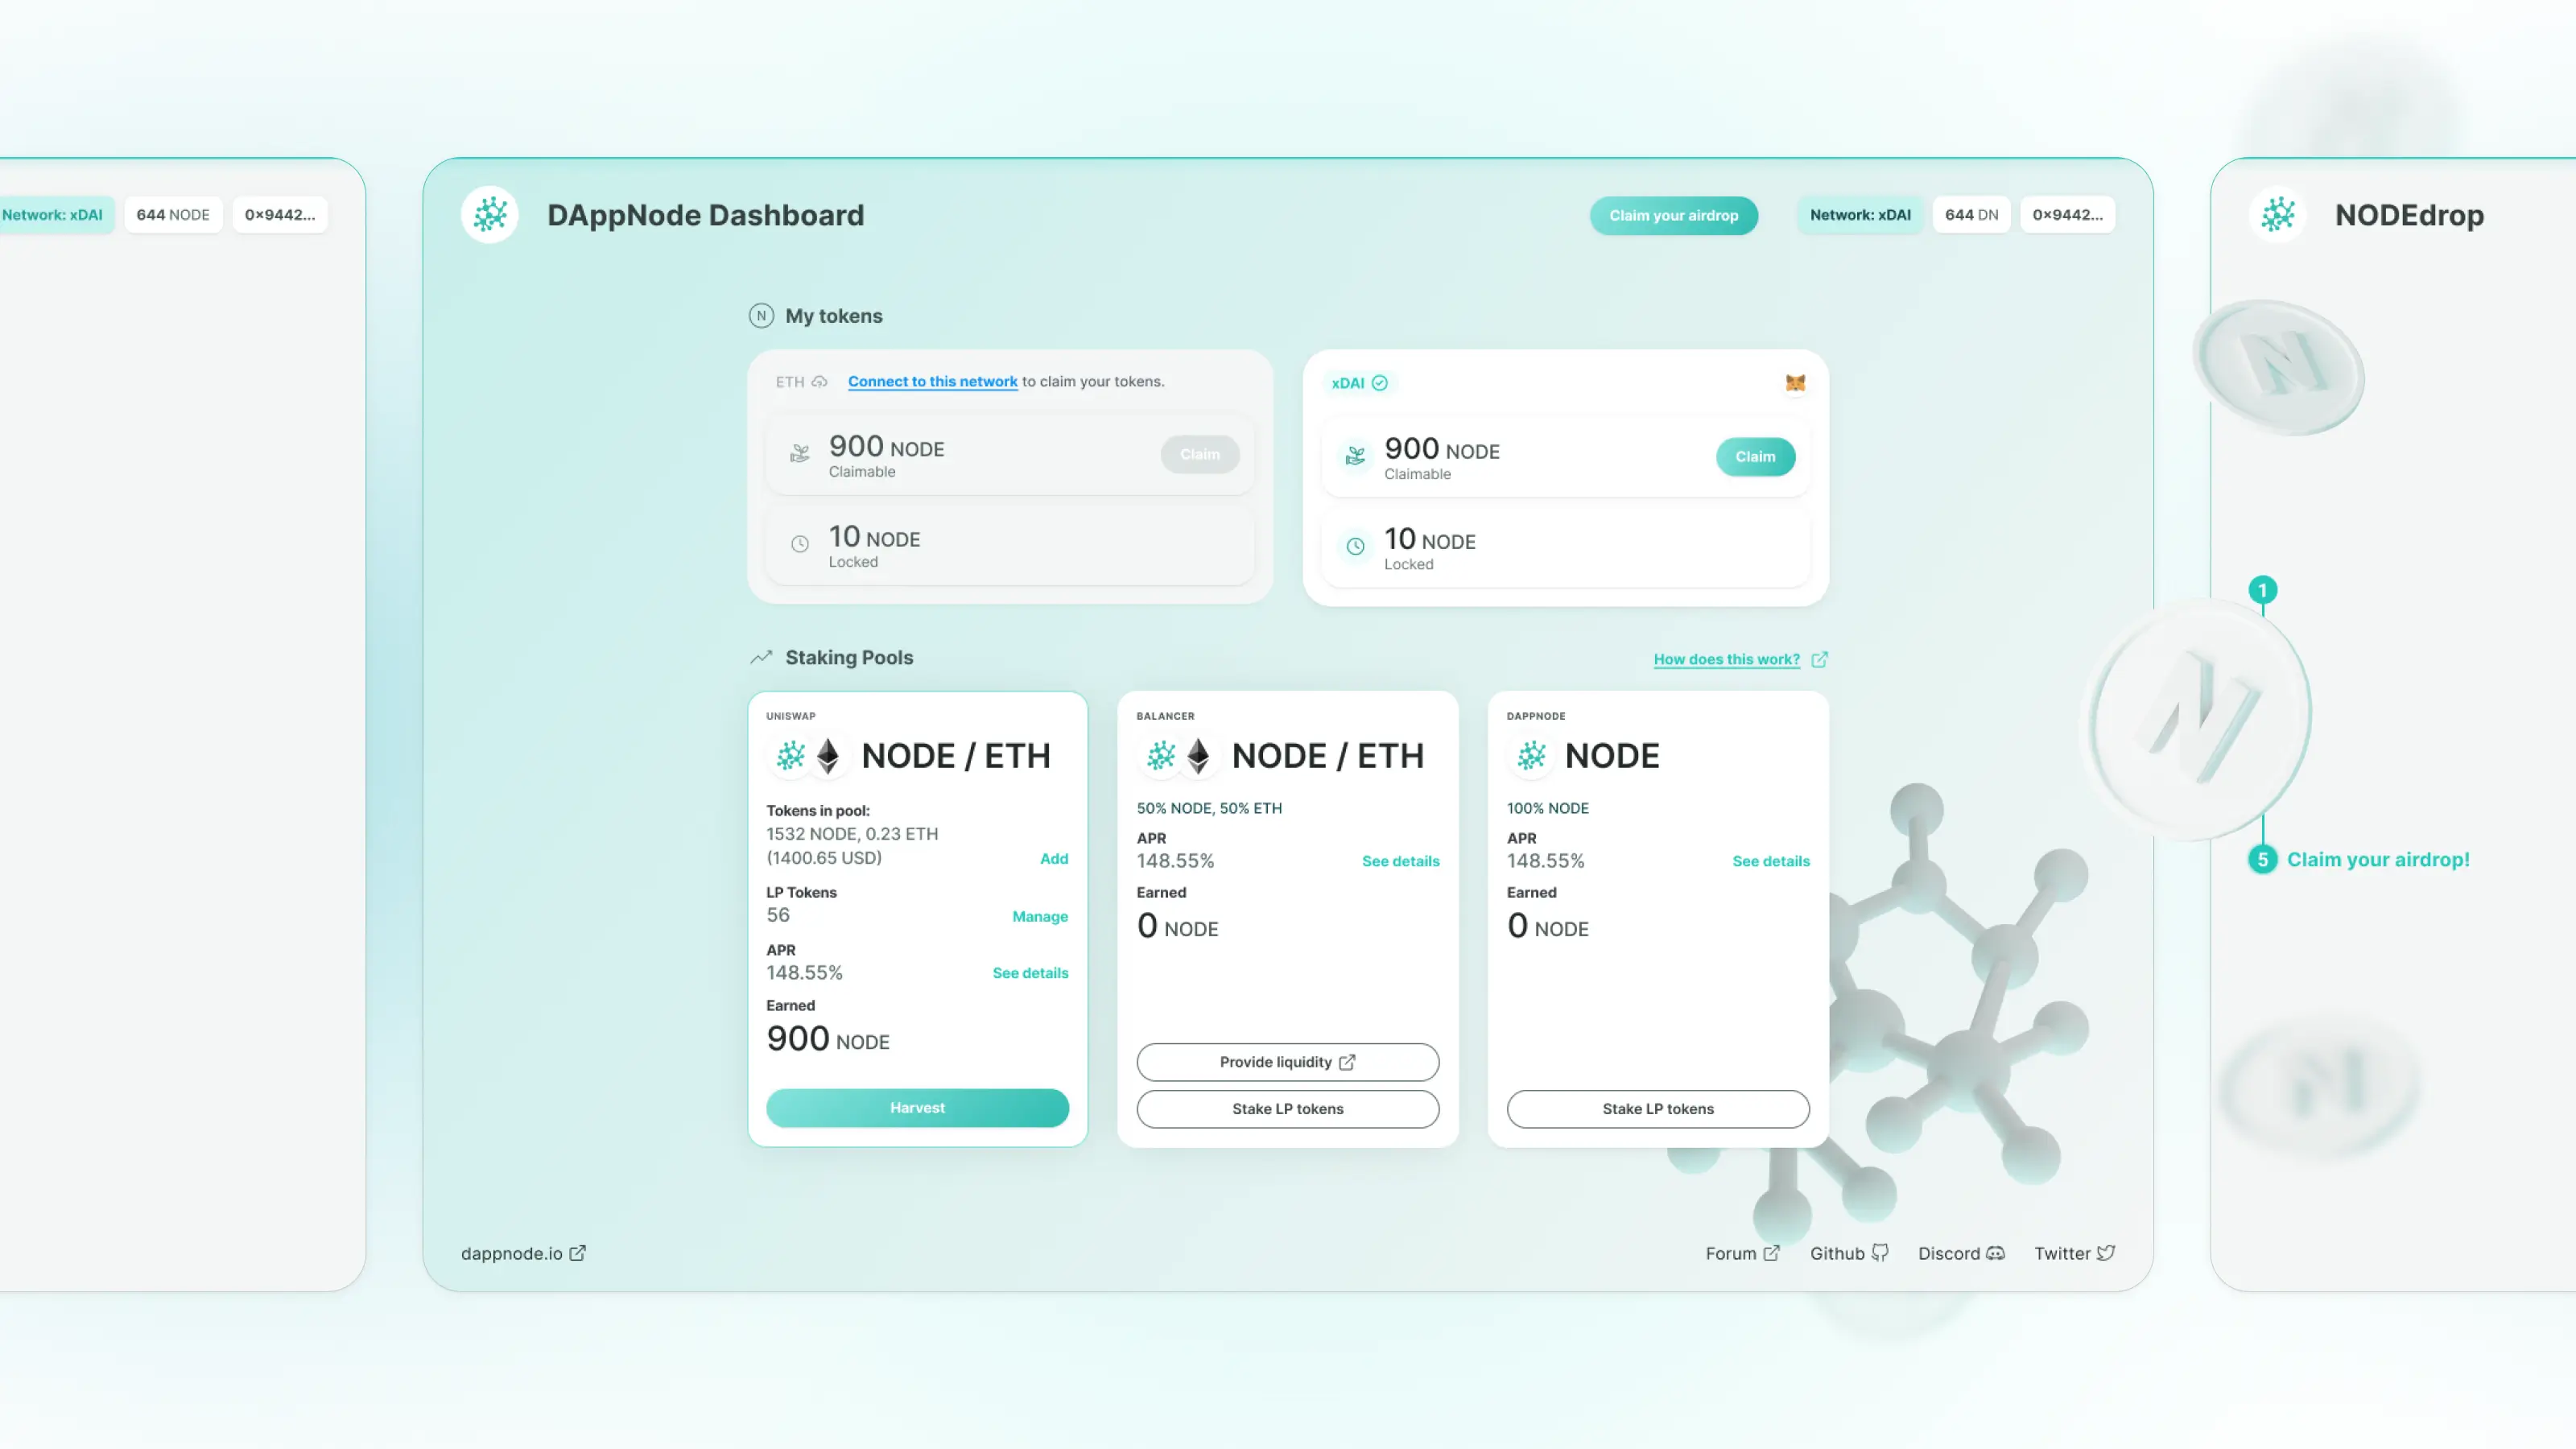 Network: xDAI
644 NODE
0×9442...
DAppNode Dashboard
Claim your airdrop
Network: xDAI
644 DN
0×9442...
N My tokens
ETH
Connect to this network to claim your tokens.
900 NODE
Claimable
Claim
10 NODE
Locked
xDAI
900 NODE
Claimable
Claim
10 NODE
Locked
Staking Pools
How does this work?
UNISWAP
NODE / ETH
Tokens in pool:
1532 NODE, 0.23 ETH
(1400.65 USD)
Add
LP Tokens
56
Manage
APR
148.55%
See details
Earned
900 NODE
Harvest
BALANCER
NODE / ETH
50% NODE, 50% ETH
APR
148.55%
See details
Earned
0 NODE
Provide liquidity
Stake LP tokens
DAPPNODE
NODE
100% NODE
APR
148.55%
See details
Earned
0 NODE
Stake LP tokens
dappnode.io
Forum
Github
Discord
Twitter
NODEdrop
N
1
N
5 Claim your airdrop!
N